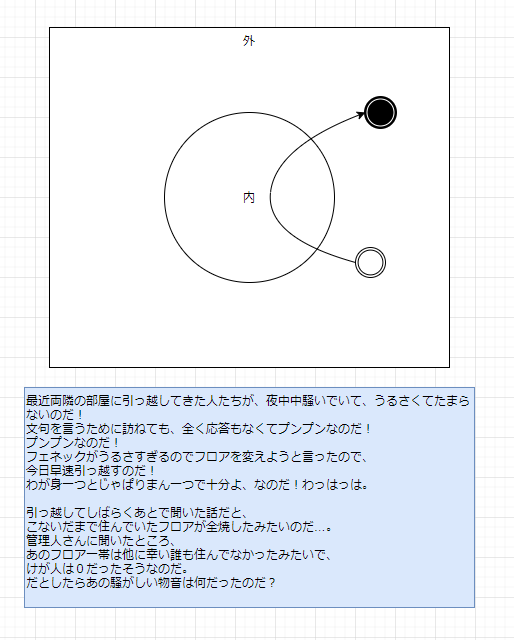 外
内
最近両隣の部屋に引っ越してきた人たちが、夜中中騒いでいて、うるさくてたまら
ないのだ！
文句を言うために訪ねても、全く応答もなくてプンプンなのだ！
プンプンなのだ！
フェネックがうるさすぎるのでフロアを変えようと言ったので、
今日早速引っ越すのだ！
わが身一つとじゃぱりまん一つで十分よ、なのだ！わっはっは。

引っ越してしばらくあとで聞いた話だと、
こないだまで住んでいたフロアが全焼したみたいのだ…。
管理人さんに聞いたところ、
あのフロア一帯は他に幸い誰も住んでなかったみたいで、
けが人は０だったそうなのだ。
だとしたらあの騒がしい物音は何だったのだ？